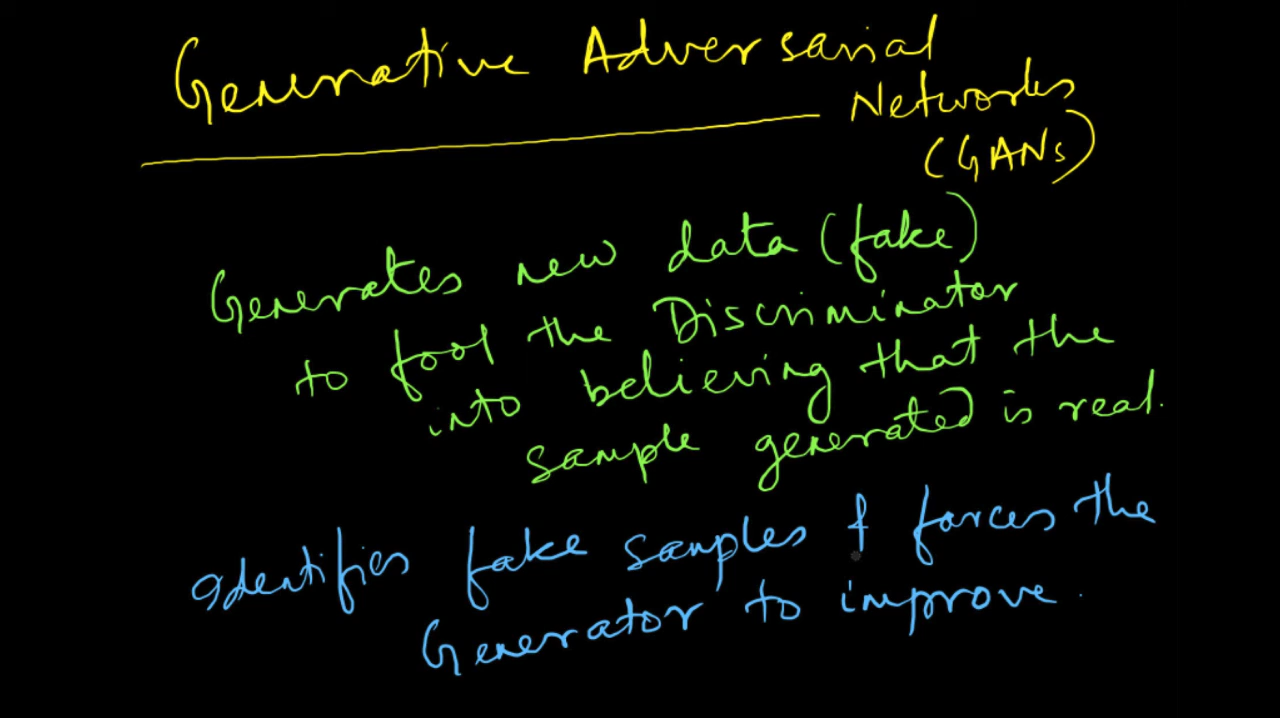 Generative Adversarial
Networks
(GANs)
Generates new data (fake)
to fool the Discriminator
into believing that the
sample generated is real.
Identifies fake samples & forces the
Generator to improve.